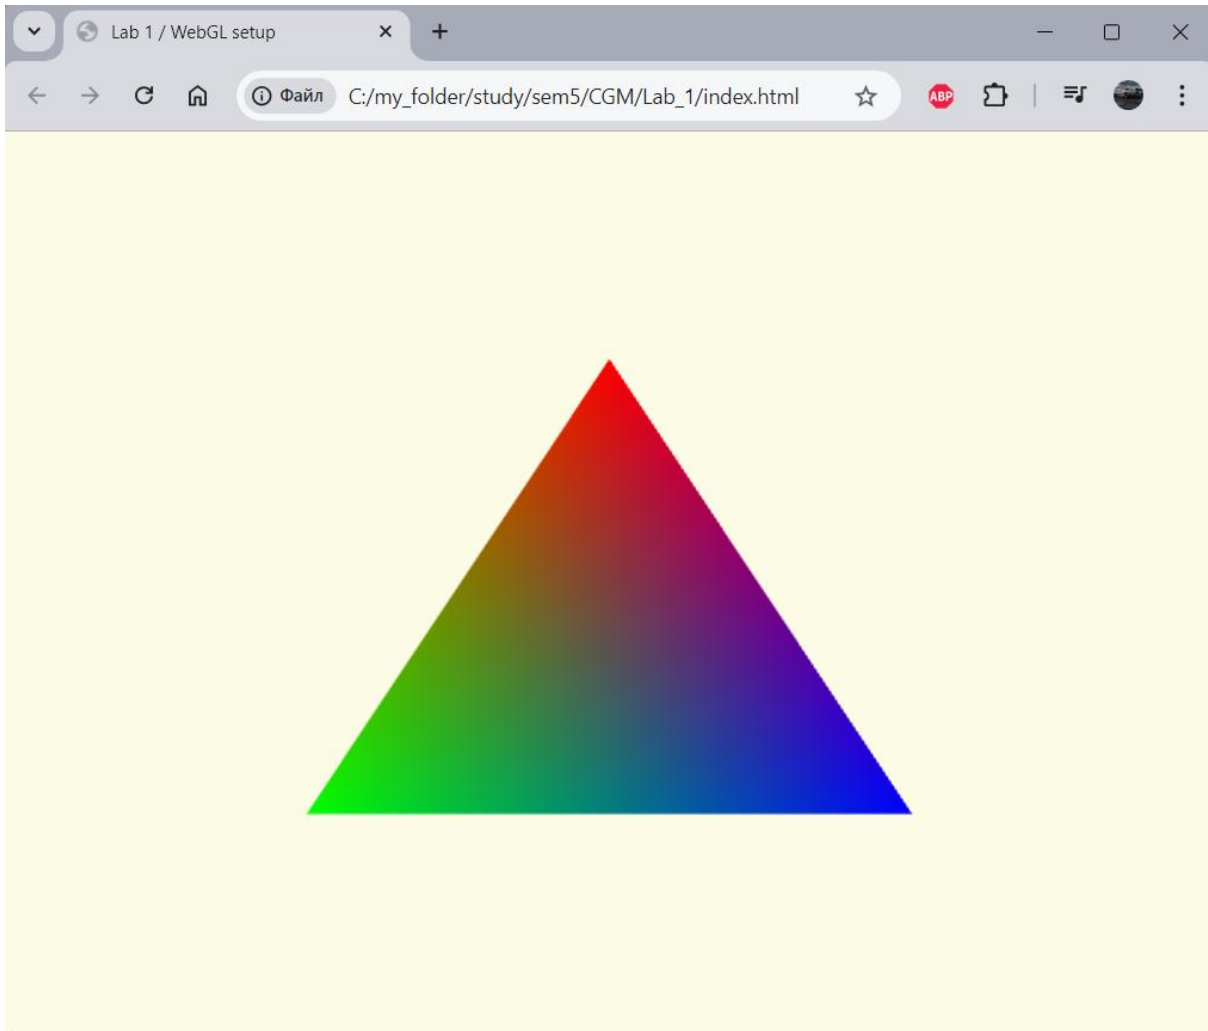 Lab 1 / WebGL setup
Файл C:/my_folder/study/sem5/CGM/Lab_1/index.html ABP